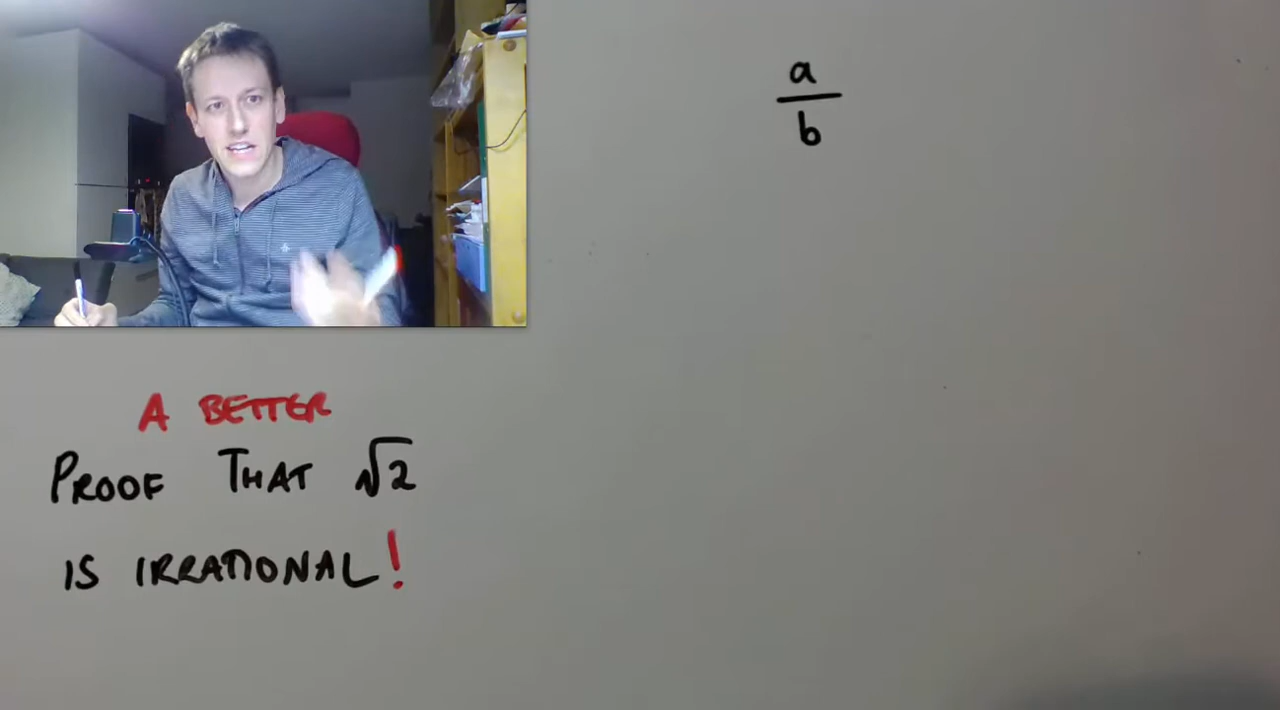 a
b
A BETTER
PROOF THAT √2
IS IRRATIONAL!